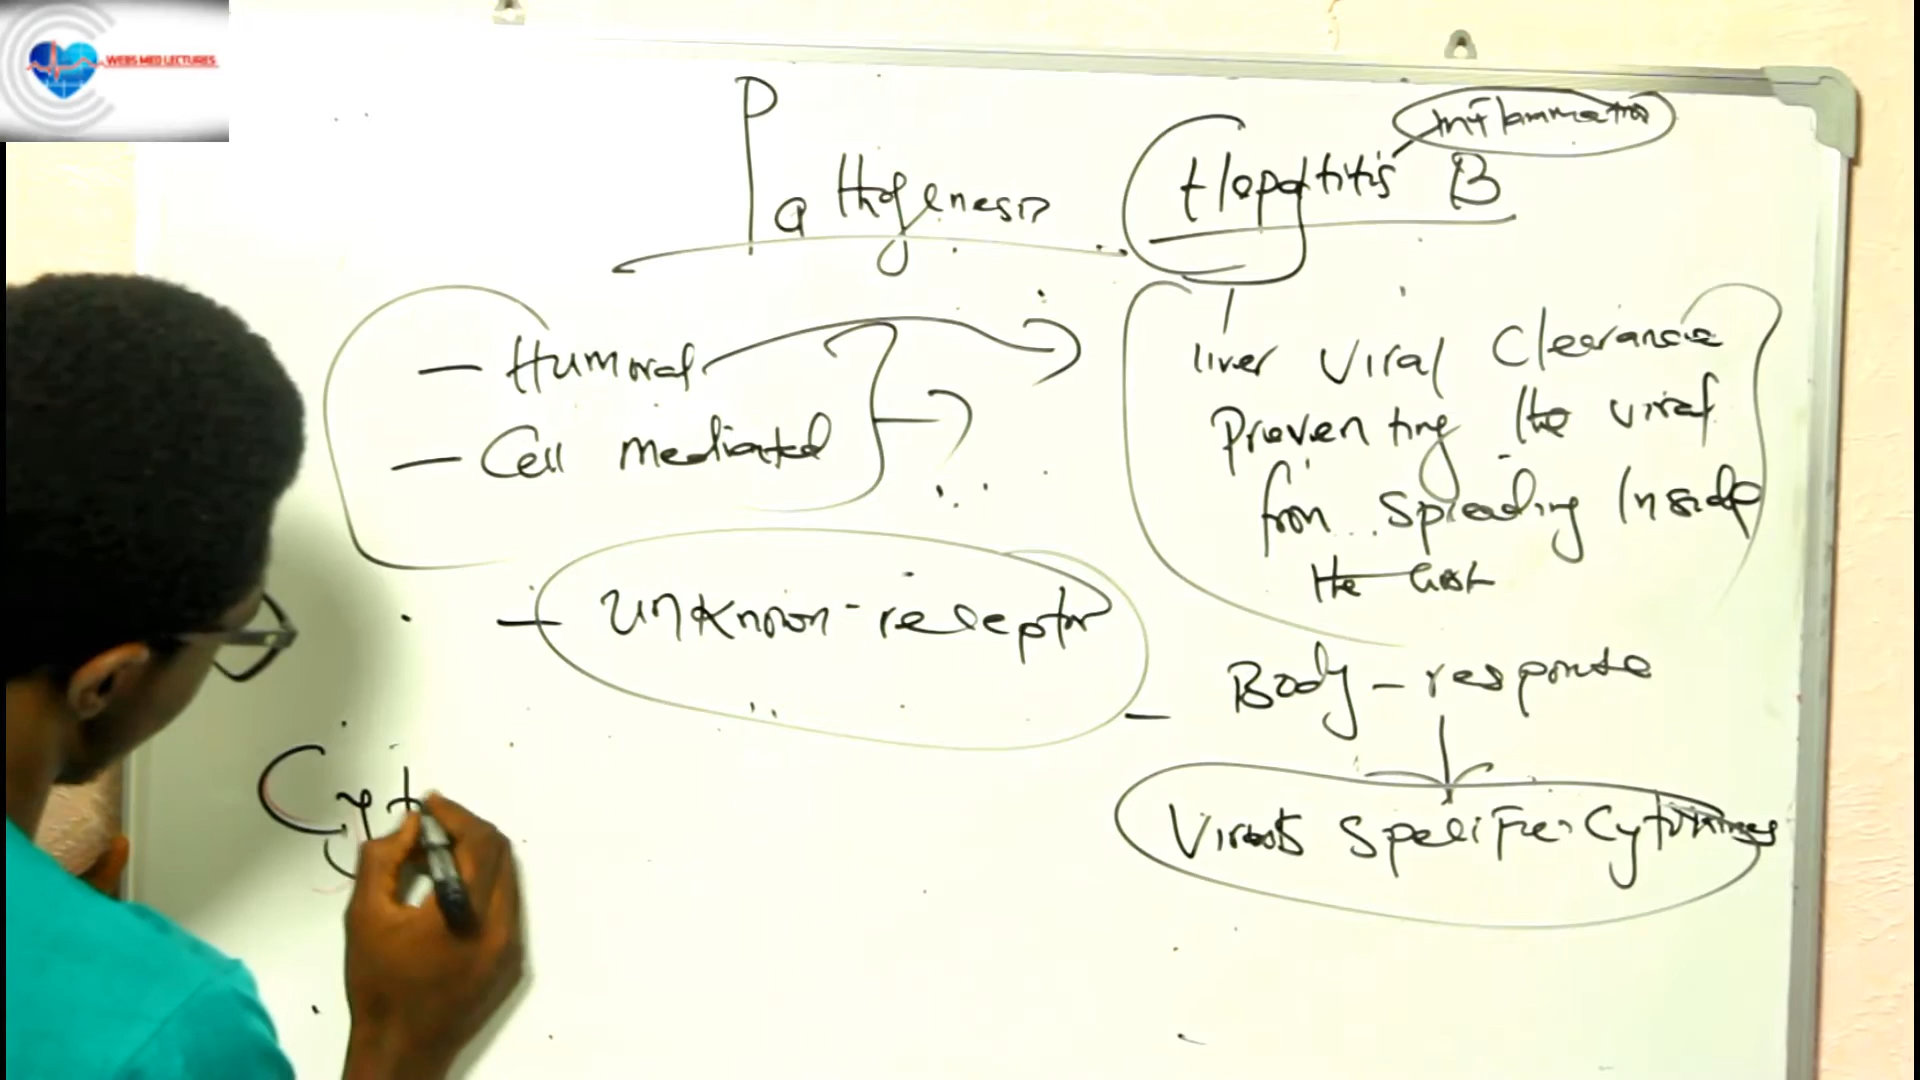 WEBS MED LECTURES
Pathogenesis
Hepatitis B
Inflammation
— Humoral
— Cell mediated
liver Viral Clearance
Preventing the viral
from spreading Inside
the host
— Unknown-receptor
— Body - response
Specific Cytokines
Cyt